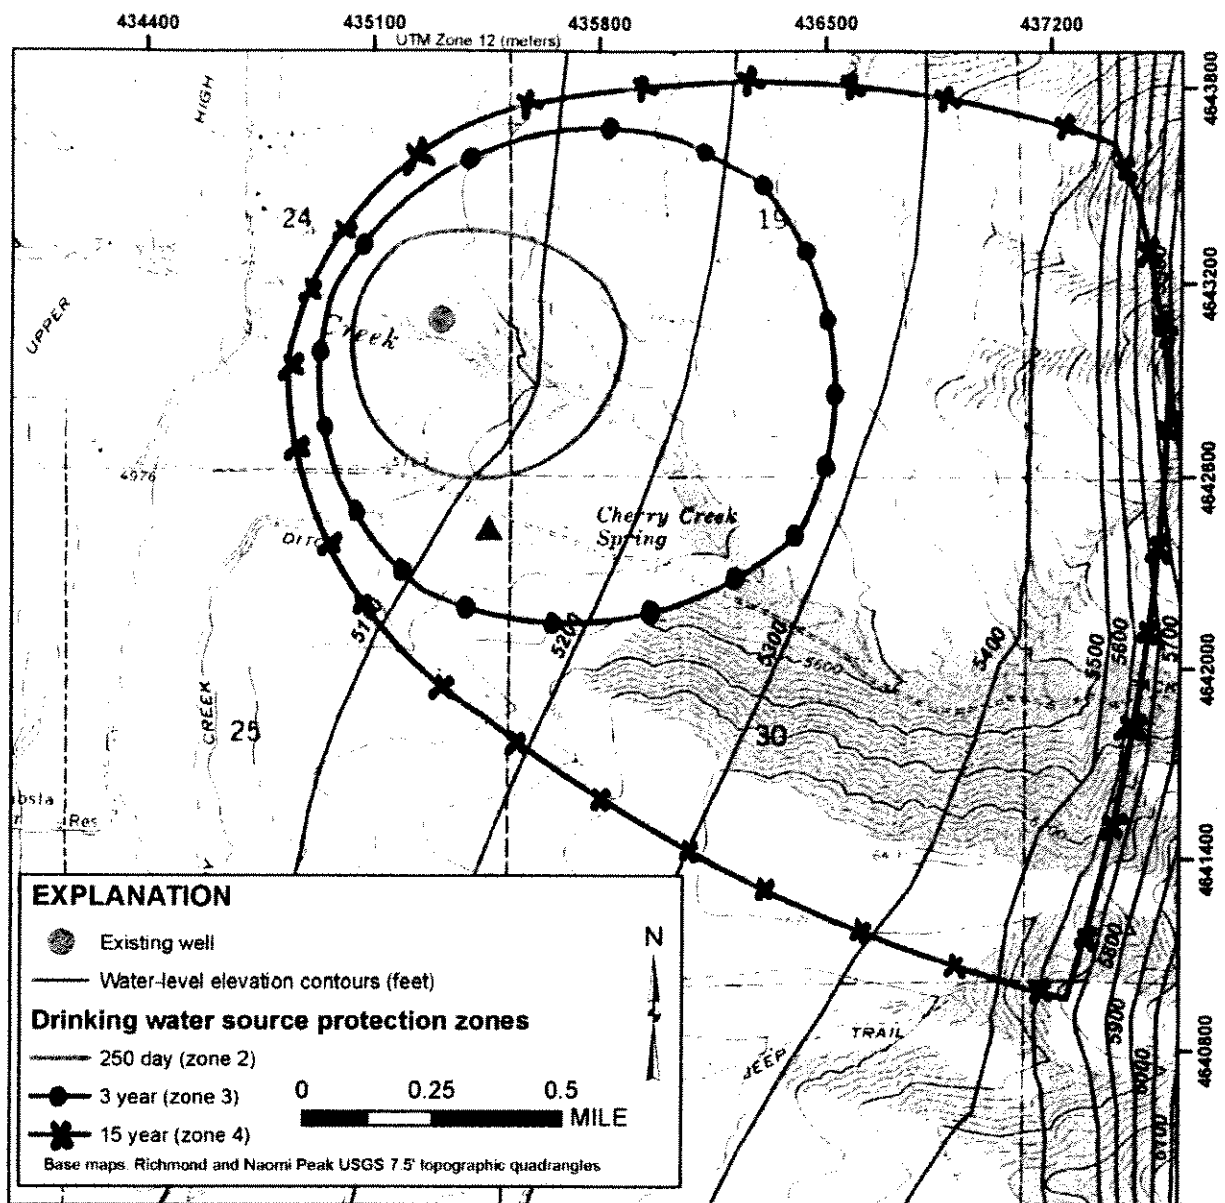 434400 435100 435800 436500 437200
UTM Zone 12 (meters)
4643800
HIGH
24
19
4643200
UPPER
Creek
4976
4642600
Cherry Creek
Spring
5200
5300
5400
5500
5600
5700
5600
4642000
CREEK
25
30
4641400
Res
EXPLANATION
Existing well
Water-level elevation contours (feet)
Drinking water source protection zones
250 day (zone 2)
3 year (zone 3)
15 year (zone 4)
N
0 0.25 0.5
MILE
Base maps: Richmond and Naomi Peak USGS 7.5' topographic quadrangles
5800
5900
6000
6100
TRAIL
JEEP
4640800